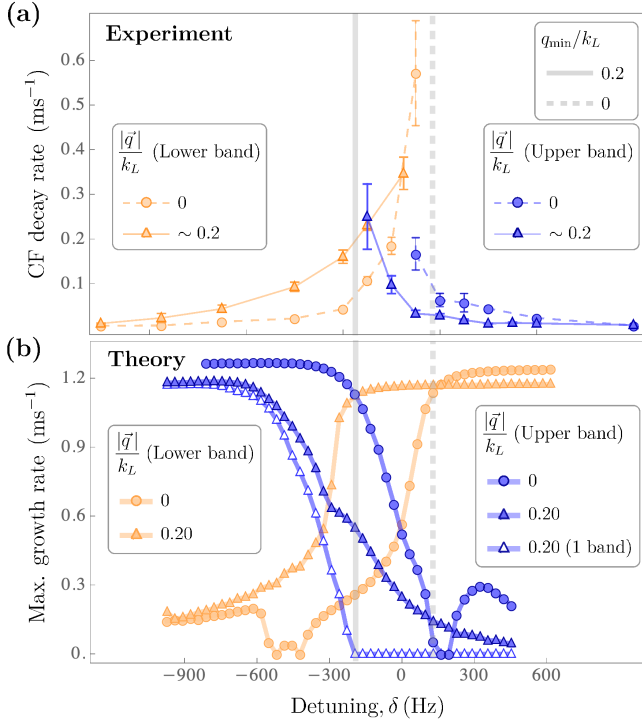 (a)
Experiment
q_min/k_L
0.2
0
|q⃗|/k_L (Lower band)
0
∼ 0.2
|q⃗|/k_L (Upper band)
0
∼ 0.2
CF decay rate (ms⁻¹)
0.6
0.5
0.4
0.3
0.2
0.1
(b)
Theory
|q⃗|/k_L (Lower band)
0
0.20
|q⃗|/k_L (Upper band)
0
0.20
0.20 (1 band)
Max. growth rate (ms⁻¹)
1.2
0.9
0.6
0.3
0.
−900 −600 −300 0 300 600
Detuning, δ (Hz)